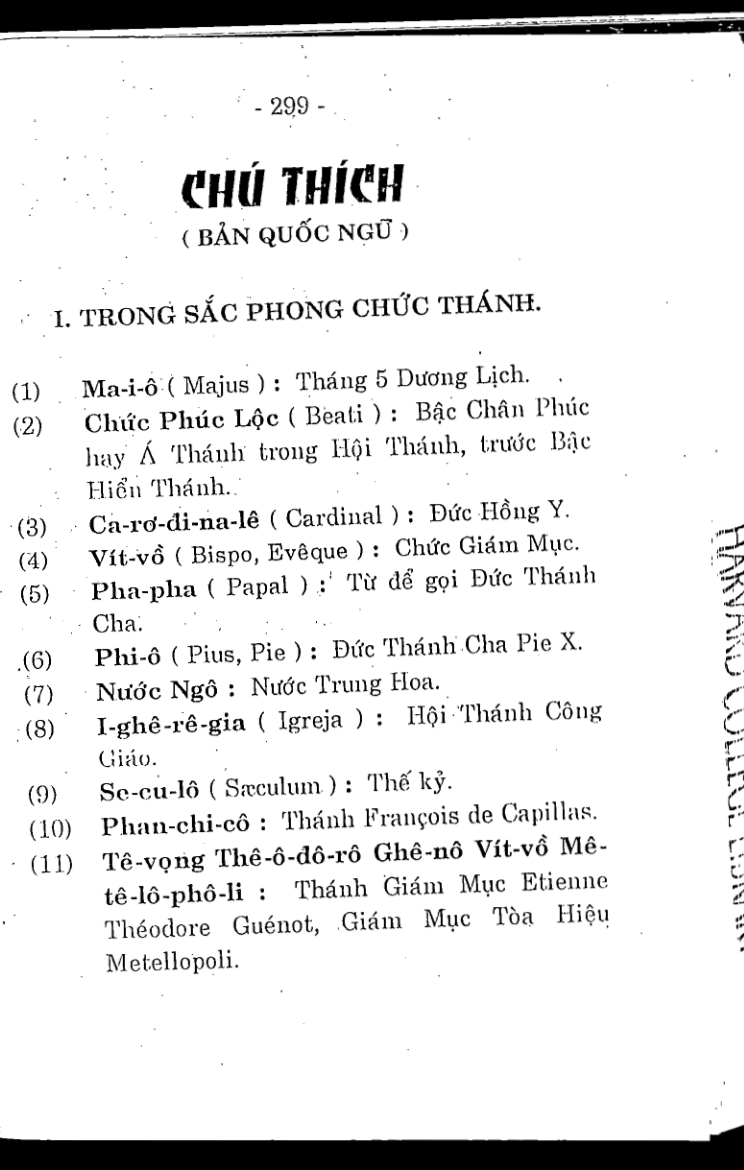 - 299 -
CHÚ THÍCH
( BẢN QUỐC NGỮ )
I. TRONG SẮC PHONG CHỨC THÁNH.
(1) Ma-i-ô ( Majus ) : Tháng 5 Dương Lịch.
(2) Chức Phúc Lộc ( Beati ) : Bậc Chân Phúc
hay Á Thánh trong Hội Thánh, trước Bậc
Hiển Thánh.
(3) Ca-rơ-đi-na-lê ( Cardinal ) : Đức Hồng Y.
(4) Vít-vồ ( Bispo, Evêque ) : Chức Giám Mục.
(5) Pha-pha ( Papal ) : Từ để gọi Đức Thánh
Cha.
(6) Phi-ô ( Pius, Pie ) : Đức Thánh Cha Pie X.
(7) Nước Ngô : Nước Trung Hoa.
(8) I-ghê-rê-gia ( Igreja ) : Hội Thánh Công
Giáo.
(9) Se-cu-lô ( Sæculum ) : Thế kỷ.
(10) Phan-chi-cô : Thánh François de Capillas.
(11) Tê-vọng Thê-ô-đô-rô Ghê-nô Vít-vồ Mê-
tê-lô-phô-li : Thánh Giám Mục Etienne
Théodore Guénot, Giám Mục Tòa Hiệu
Metellopoli.
HARVARD COLLEGE LIBRARY